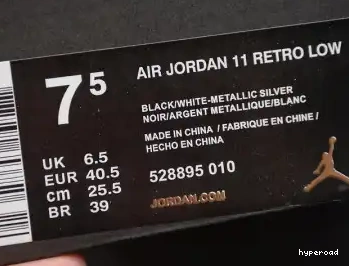 7 5
AIR JORDAN 11 RETRO LOW
BLACK/WHITE-METALLIC SILVER
NOIR/ARGENT METALLIQUE/BLANC
MADE IN CHINA / FABRIQUE EN CHINE /
HECHO EN CHINA
UK 6.5
EUR 40.5
cm 25.5
BR 39
528895 010
JORDAN.COM
hyperoad